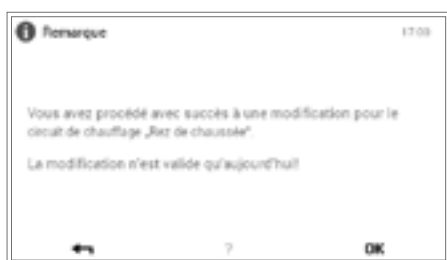 Remarque 17:03
Vous avez procédé avec succès à une modification pour le
circuit de chauffage „Rez de chaussée".
La modification n'est valide qu'aujourd'hui!
? OK